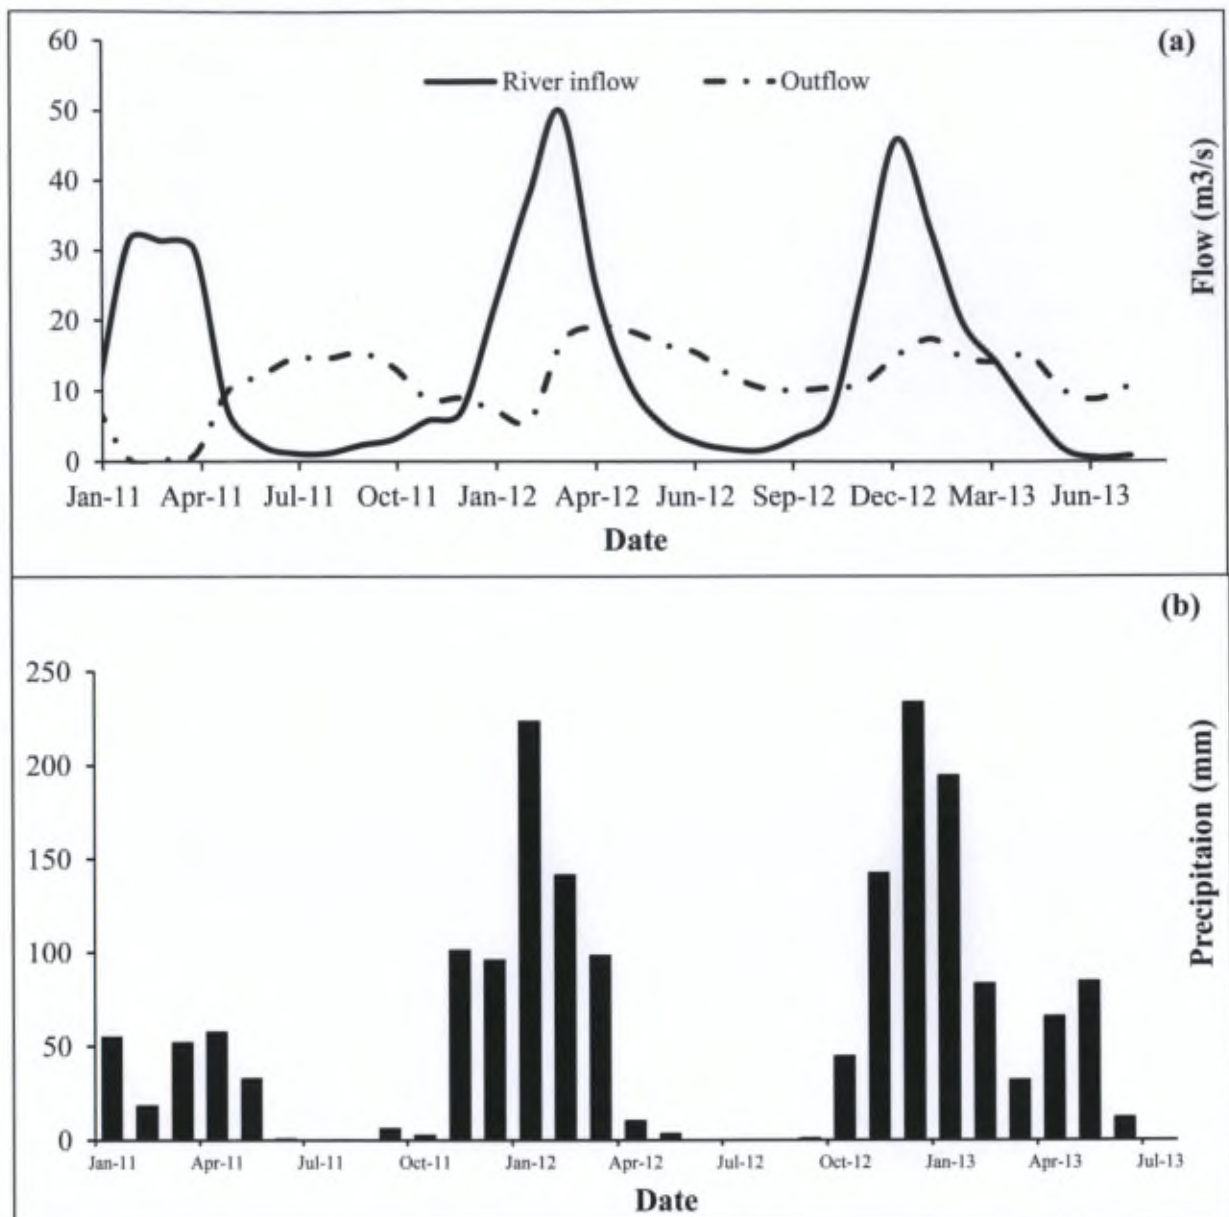 (a)
60
50
40
30
20
10
0
River inflow
Outflow
Flow (m3/s)
Jan-11 Apr-11 Jul-11 Oct-11 Jan-12 Apr-12 Jun-12 Sep-12 Dec-12 Mar-13 Jun-13
Date
(b)
250
200
150
100
50
0
Precipitaion (mm)
Jan-11 Apr-11 Jul-11 Oct-11 Jan-12 Apr-12 Jul-12 Oct-12 Jan-13 Apr-13 Jul-13
Date